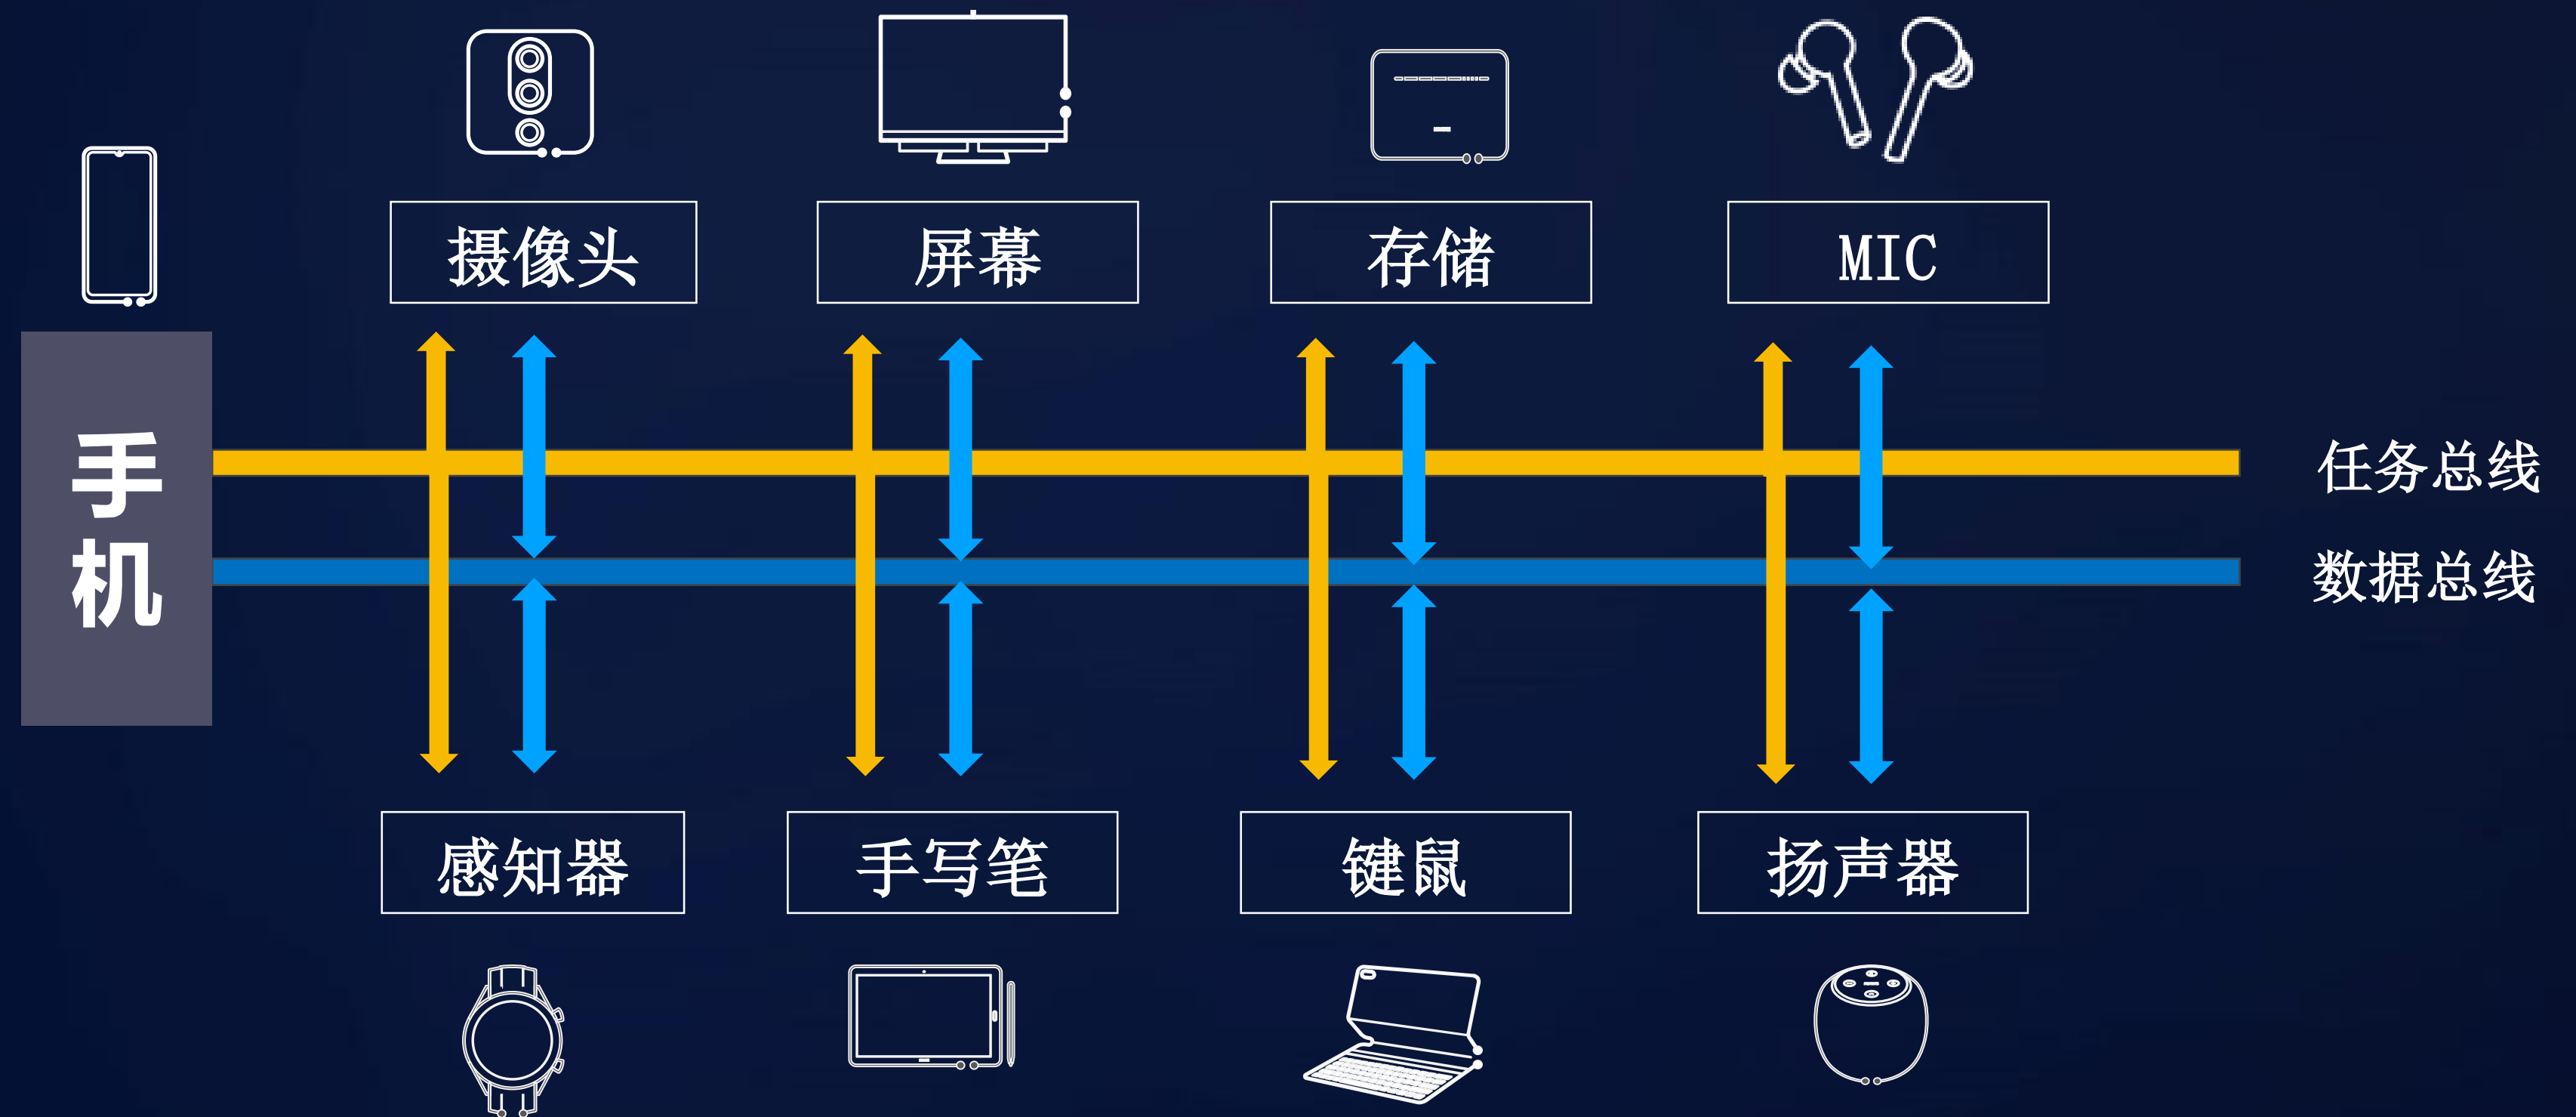 摄像头
屏幕
存储
MIC
手机
任务总线
数据总线
感知器
手写笔
键鼠
扬声器